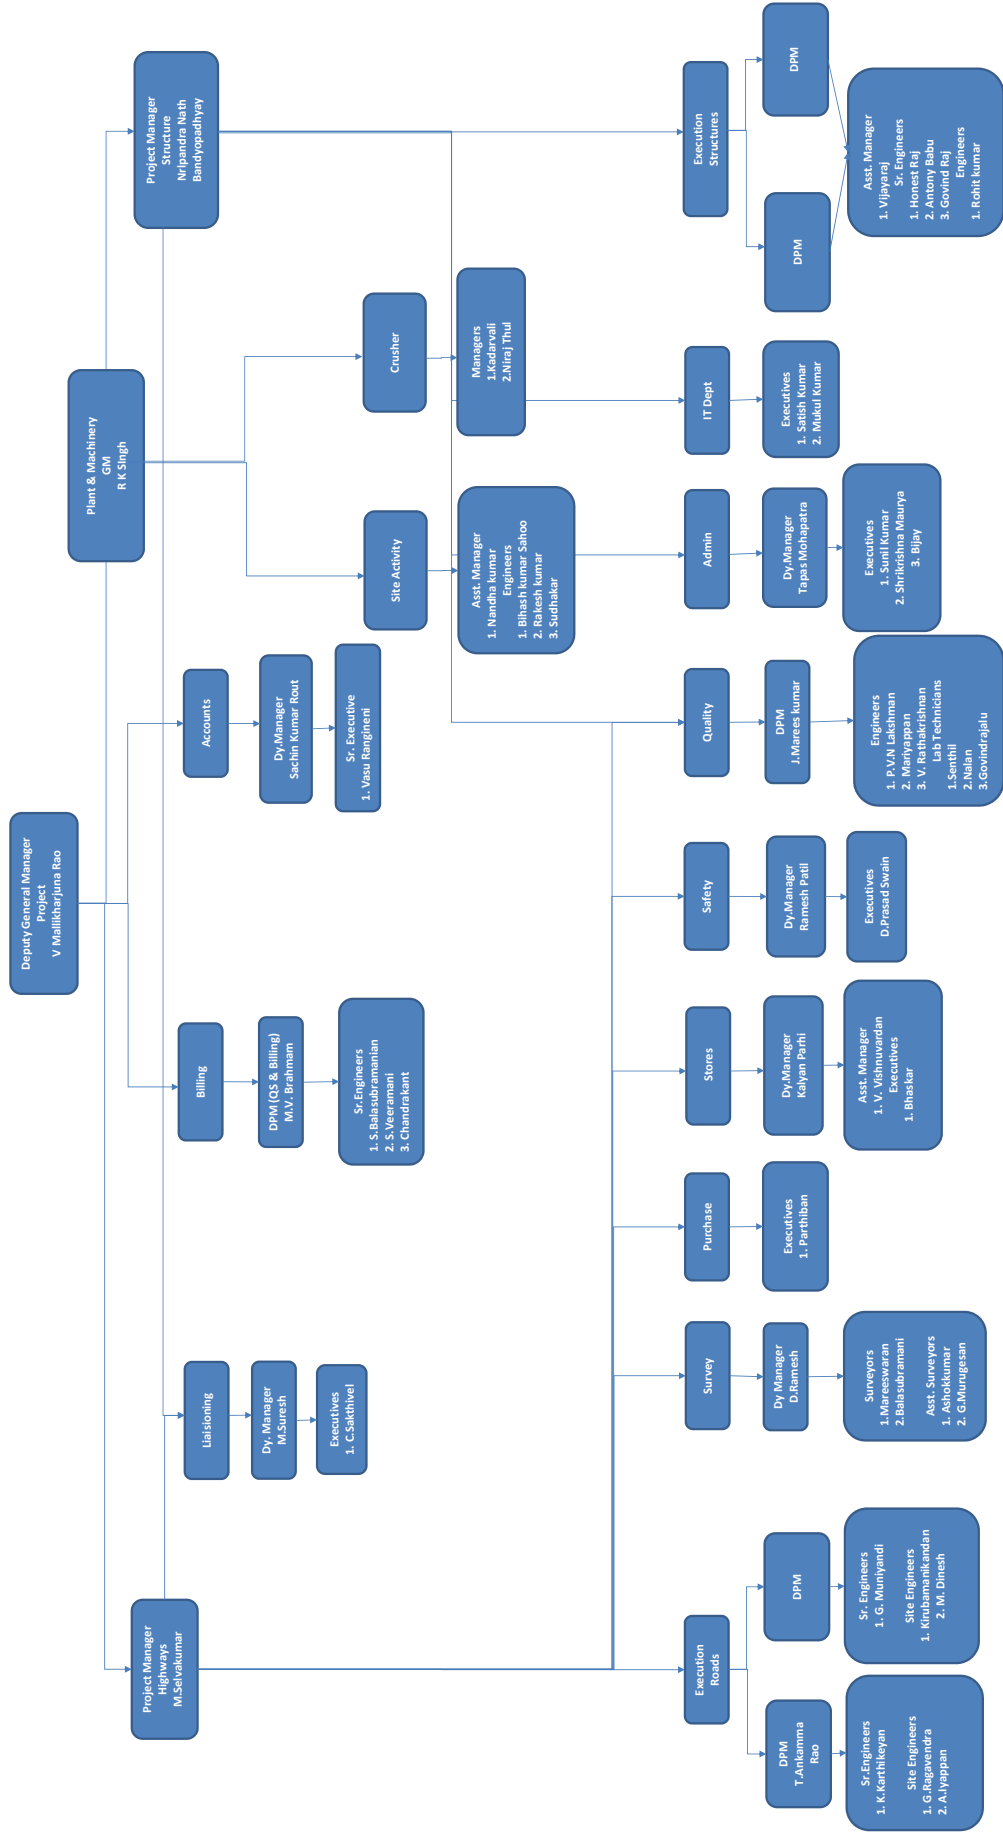 Deputy General Manager
Project
V Mallikharjuna Rao
Plant & Machinery
GM
R K SIngh
Project Manager
Highways
M.Selvakumar
Project Manager
Structure
Nripandra Nath
Bandyopadhyay
Liaisioning
Dy. Manager
M.Suresh
Executives
1. C.Sakthivel
Billing
DPM (QS & Billing)
M.V. Brahmam
Sr.Engineers
1. S.Balasubramanian
2. S.Veeramani
3. Chandrakant
Accounts
Dy.Manager
Sachin Kumar Rout
Sr. Executive
1. Vasu Rangineni
Site Activity
Asst. Manager
1. Nandha kumar
Engineers
1. Bihash kumar Sahoo
2. Rakesh kumar
3. Sudhakar
Crusher
Managers
1.Kadarvali
2.Niraj Thul
Execution
Roads
DPM
T.Ankamma
Rao
Sr.Engineers
1. K.Karthikeyan
Site Engineers
1. G.Ragavendra
2. A.Iyappan
DPM
Sr. Engineers
1. G. Muniyandi
Site Engineers
1. Kirubamanikandan
2. M. Dinesh
Survey
Dy Manager
D.Ramesh
Surveyors
1.Mareeswaran
2.Balasubramani
Asst. Surveyors
1. Ashokkumar
2. G.Murugesan
Purchase
Executives
1. Parthiban
Stores
Dy.Manager
Kalyan Parhi
Asst. Manager
1. V. Vishnuvardan
Executives
1. Bhaskar
Safety
Dy.Manager
Ramesh Patil
Executives
D.Prasad Swain
Quality
DPM
J.Marees kumar
Engineers
1. P.V.N Lakshman
2. Mariyappan
3. V. Rathakrishnan
Lab Technicians
1.Senthil
2.Nalan
3.Govindrajalu
Admin
Dy.Manager
Tapas Mohapatra
Executives
1. Sunil Kumar
2. Shrikrishna Maurya
3. Bijay
IT Dept
Executives
1. Satish Kumar
2. Mukul Kumar
Execution
Structures
DPM
DPM
Asst. Manager
1. Vijayaraj
Sr. Engineers
1. Honest Raj
2. Antony Babu
3. Govind Raj
Engineers
1. Rohit kumar